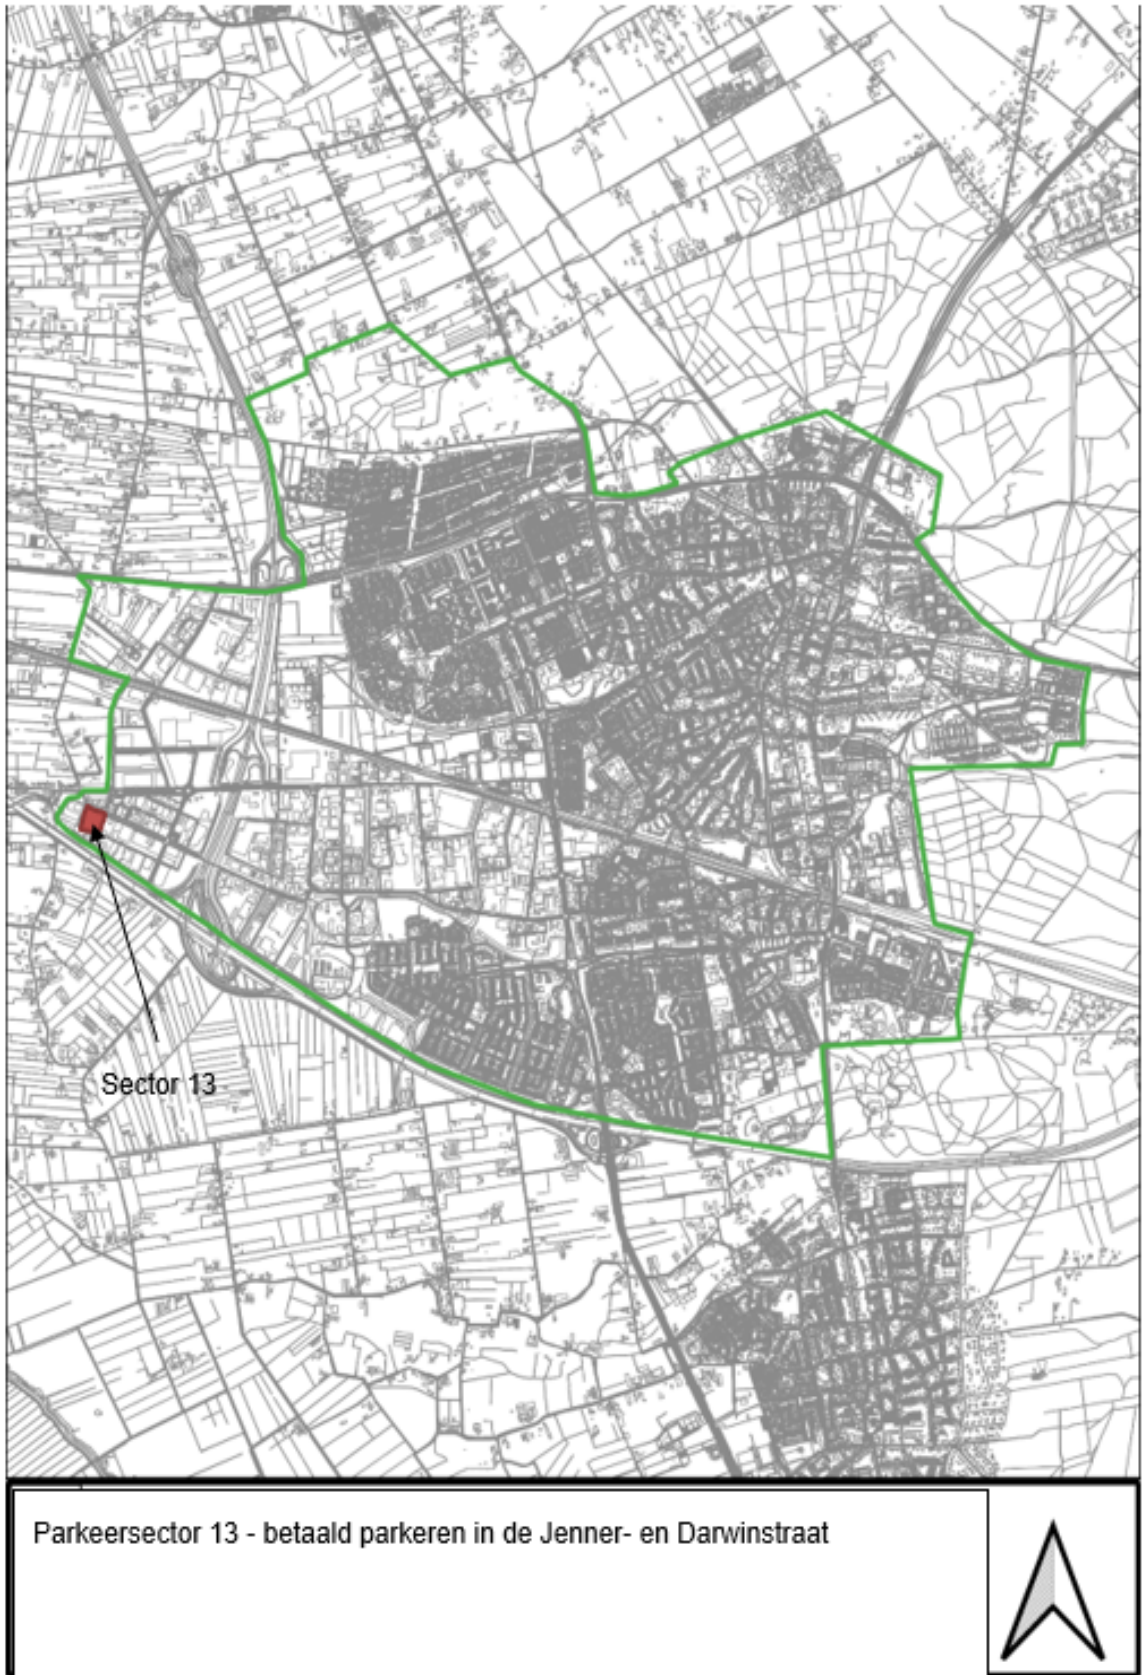 Sector 13
Parkeersector 13 - betaald parkeren in de Jenner- en Darwinstraat